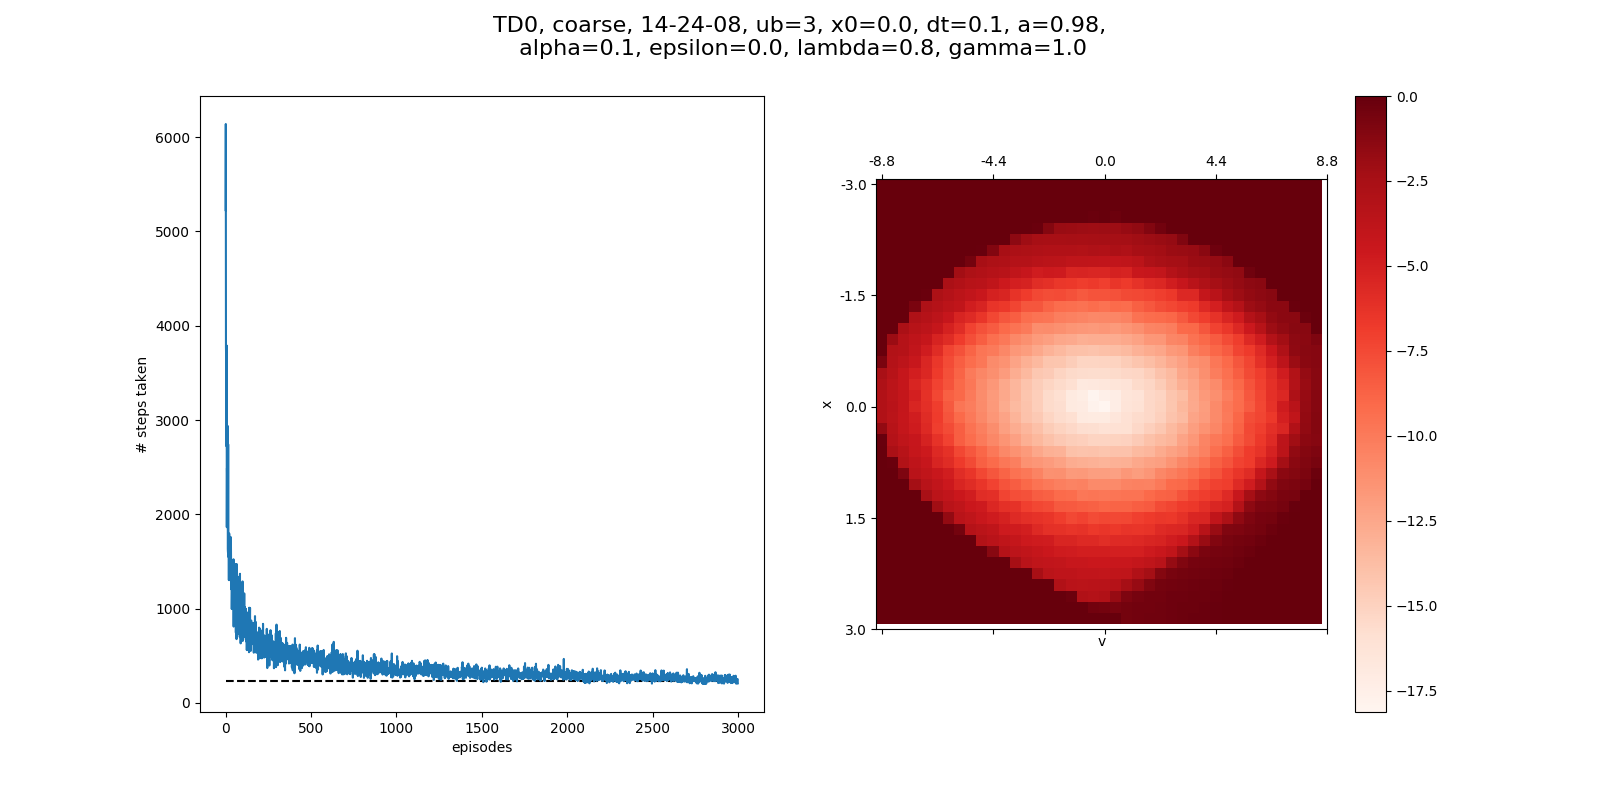 TD0, coarse, 14-24-08, ub=3, x0=0.0, dt=0.1, a=0.98,
alpha=0.1, epsilon=0.0, lambda=0.8, gamma=1.0
6000
5000
4000
3000
2000
1000
0
# steps taken
0 500 1000 1500 2000 2500 3000
episodes
-8.8 -4.4 0.0 4.4 8.8
-3.0
-1.5
0.0
1.5
3.0
x
v
0.0
−2.5
−5.0
−7.5
−10.0
−12.5
−15.0
−17.5